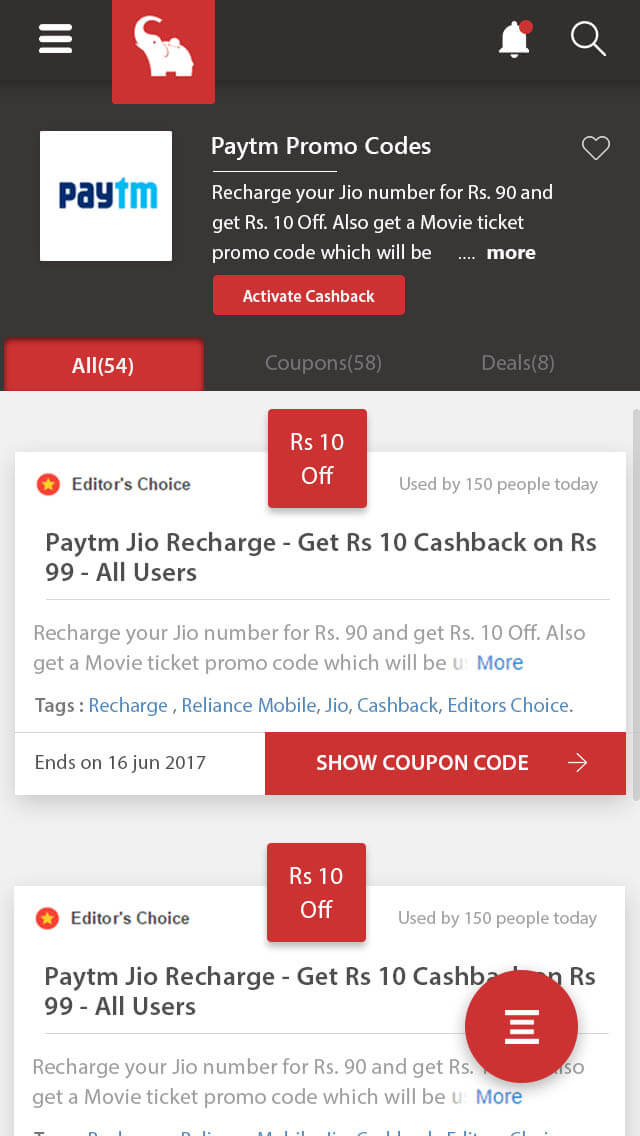 Paytm Promo Codes
paytm
Recharge your Jio number for Rs. 90 and
get Rs. 10 Off. Also get a Movie ticket
promo code which will be .... more
Activate Cashback
All(54) Coupons(58) Deals(8)
Rs 10
Off
Editor's Choice Used by 150 people today
Paytm Jio Recharge - Get Rs 10 Cashback on Rs
99 - All Users
Recharge your Jio number for Rs. 90 and get Rs. 10 Off. Also
get a Movie ticket promo code which will be More
Tags : Recharge , Reliance Mobile, Jio, Cashback, Editors Choice.
Ends on 16 jun 2017 SHOW COUPON CODE
Rs 10
Off
Editor's Choice Used by 150 people today
Paytm Jio Recharge - Get Rs 10 Cashback on Rs
99 - All Users
Recharge your Jio number for Rs. 90 and get Rs.
get a Movie ticket promo code which will be More